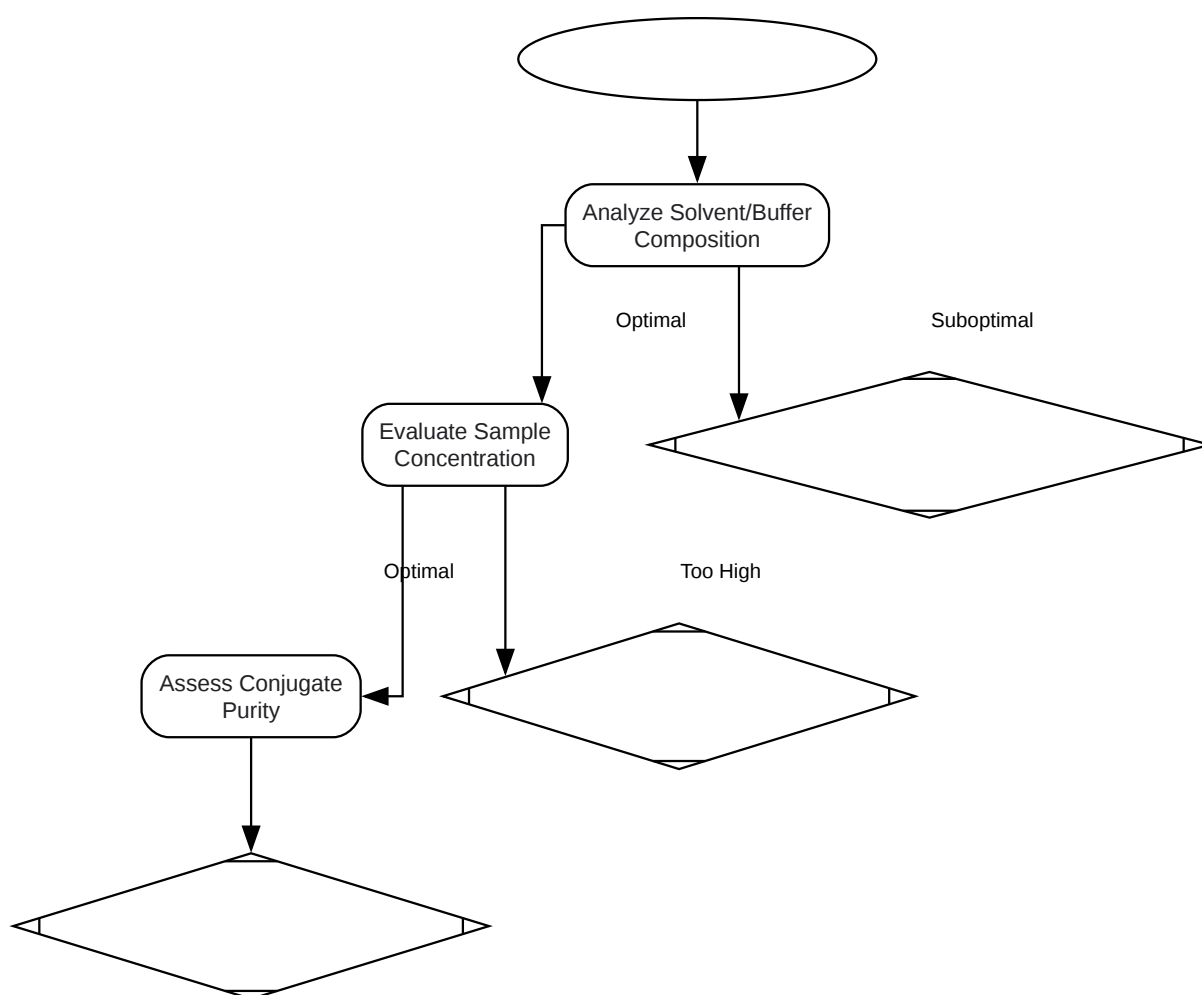 Analyze Solvent/Buffer
Composition
Optimal
Suboptimal
Evaluate Sample
Concentration
Optimal
Too High
Assess Conjugate
Purity